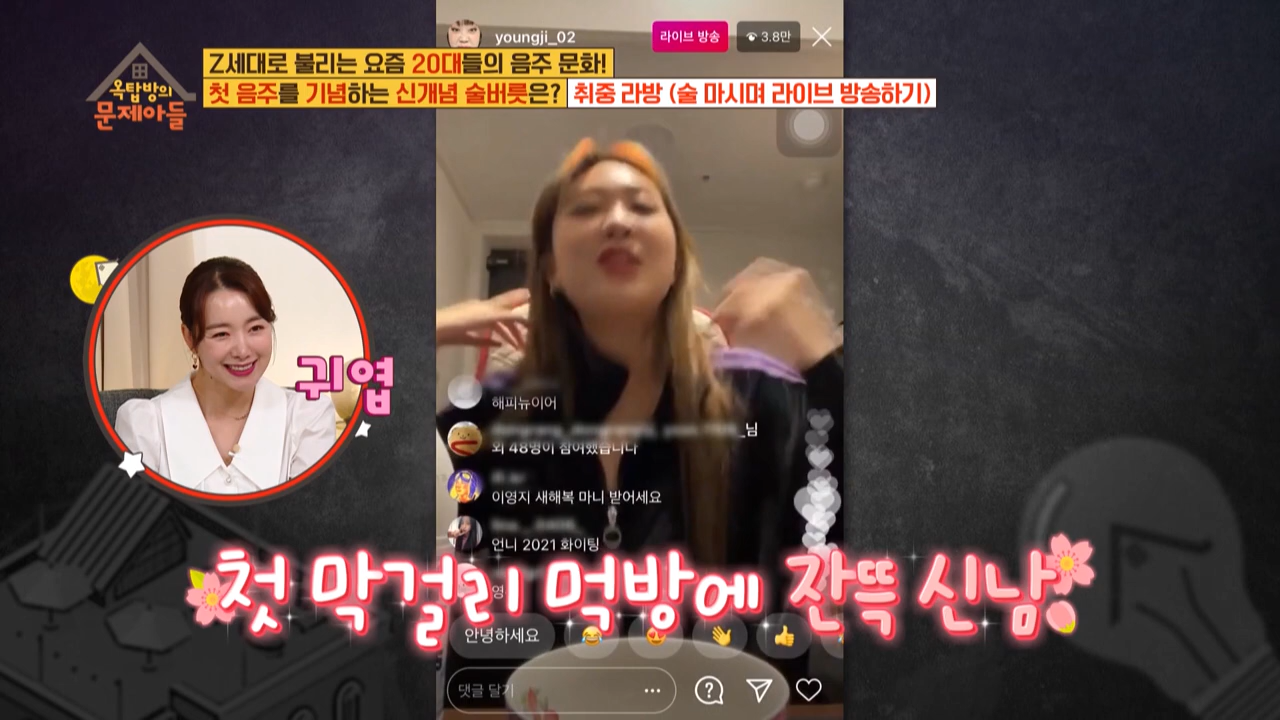 옥탑방의
문제아들
Z세대로 불리는 요즘 20대들의 음주 문화!
첫 음주를 기념하는 신개념 술버릇은? 취중 라방 (술 마시며 라이브 방송하기)
youngji_02
라이브 방송
3.8만
귀엽
해피뉴이어
_님
외 48명이 참여했습니다
이영지 새해복 마니 받어세요
언니 2021 화이팅
영
첫 막걸리 먹방에 잔뜩 신남
안녕하세요
댓글 달기